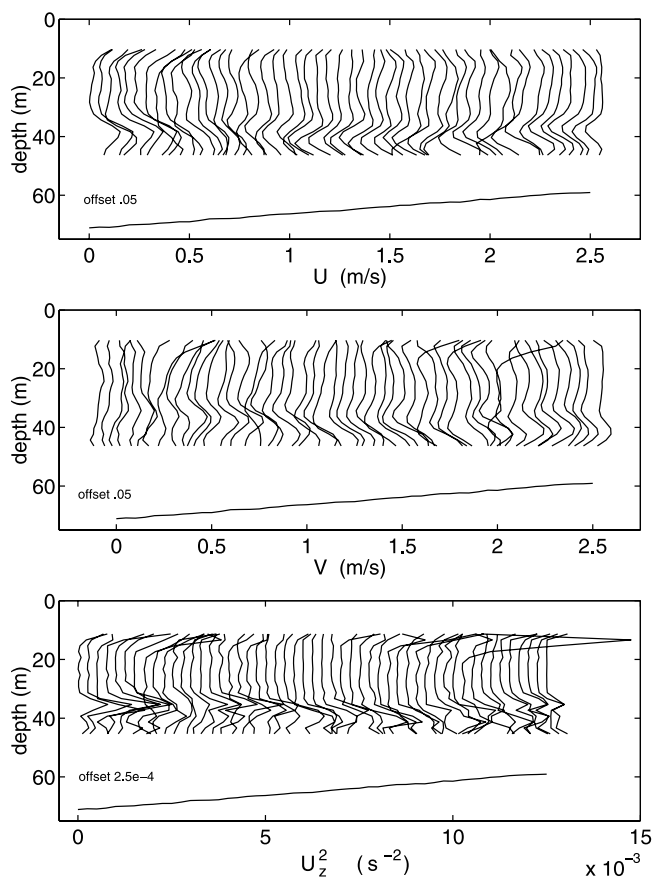 0
20
40
60
depth (m)
offset .05
0 0.5 1 1.5 2 2.5
U (m/s)
0
20
40
60
depth (m)
offset .05
0 0.5 1 1.5 2 2.5
V (m/s)
0
20
40
60
depth (m)
offset 2.5e−4
0 5 10 15
U_z^2 (s^−2)
x 10^−3